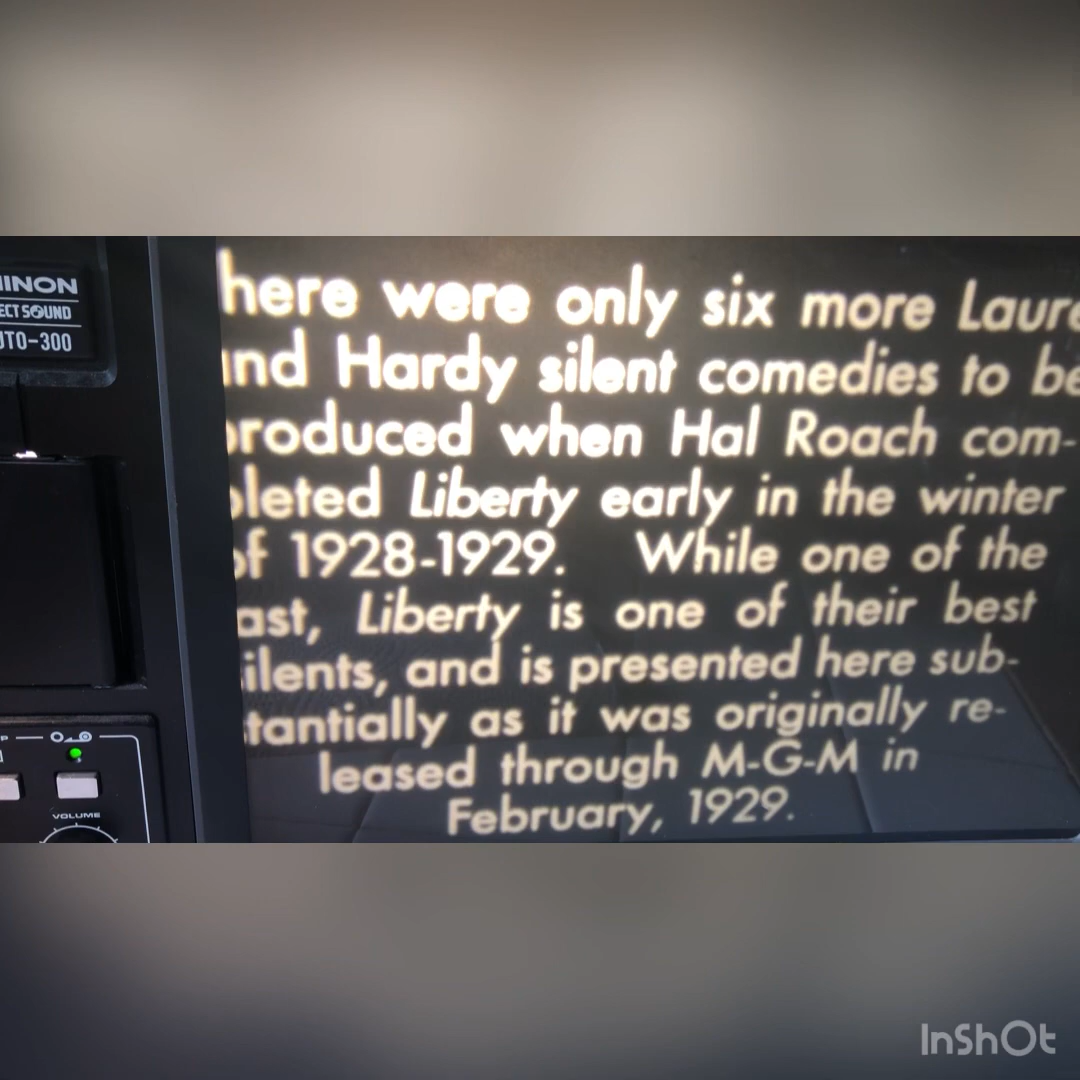 INON
ECT SOUND
UTO-300
here were only six more Laure
and Hardy silent comedies to be
produced when Hal Roach com-
pleted Liberty early in the winter
of 1928-1929. While one of the
ast, Liberty is one of their best
silents, and is presented here sub-
stantially as it was originally re-
leased through M-G-M in
February, 1929.
P
VOLUME
InShOt